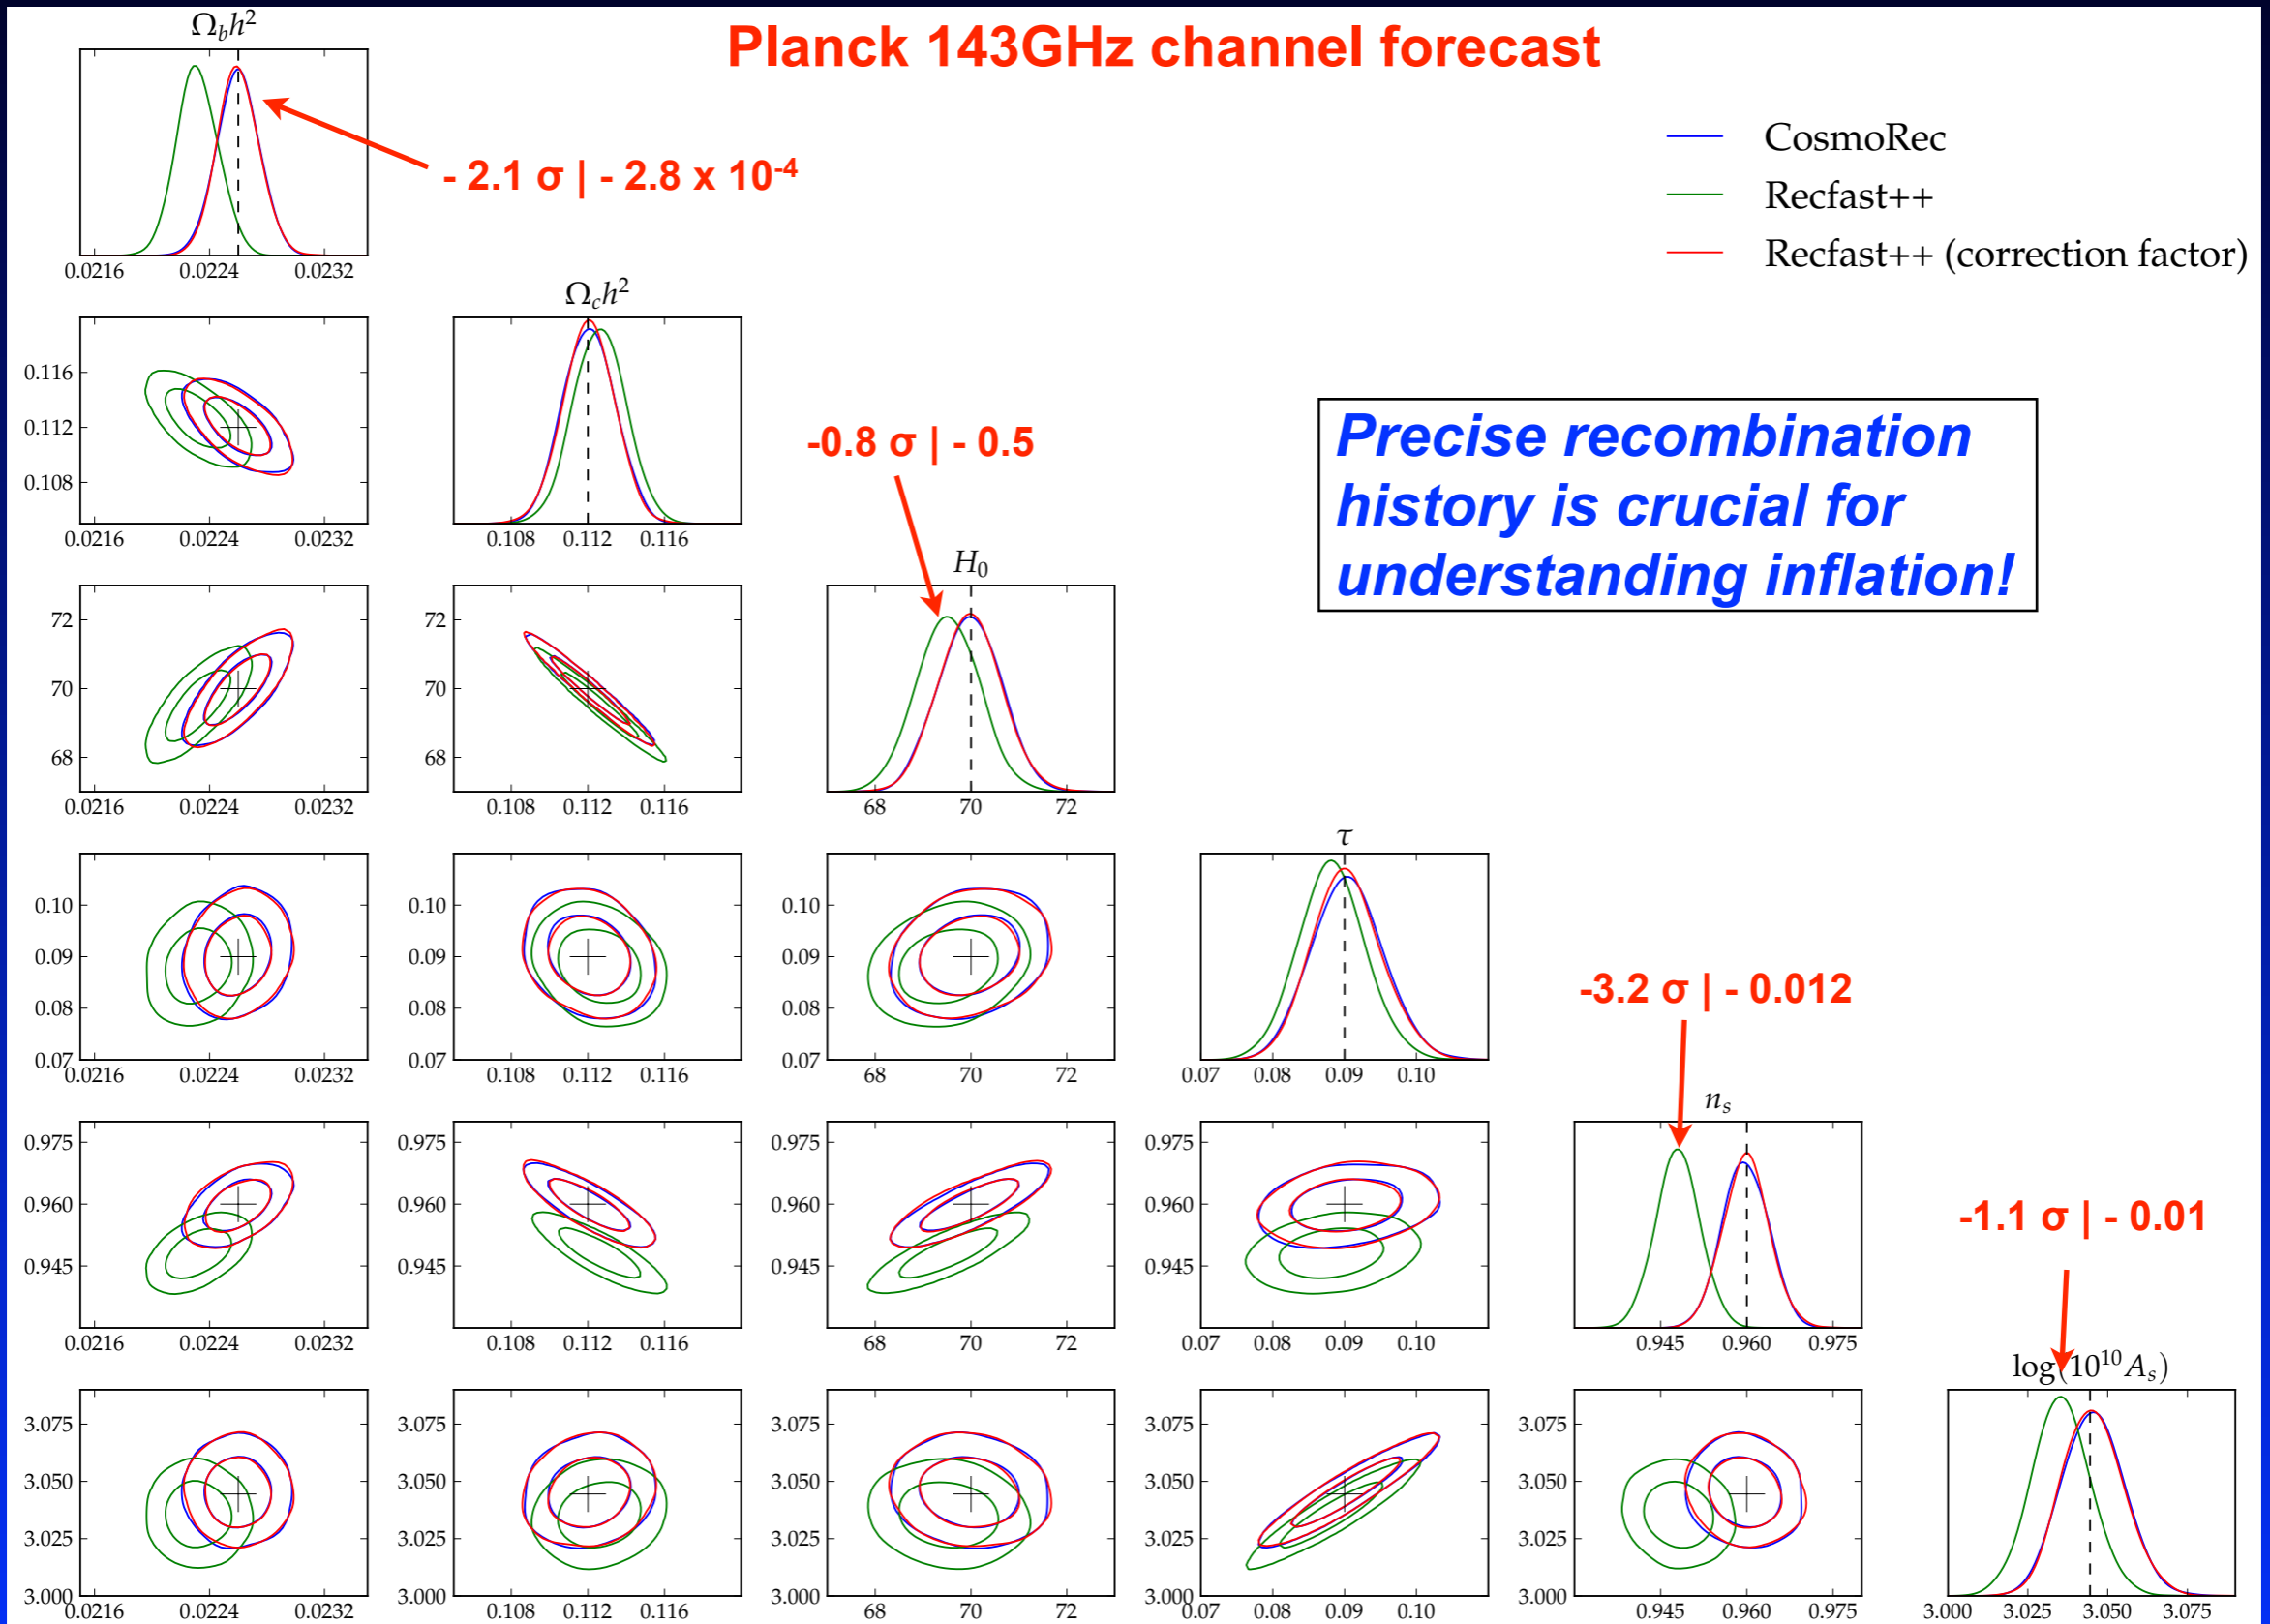 Planck 143GHz channel forecast
Ω_b h²
CosmoRec
Recfast++
Recfast++ (correction factor)
- 2.1 σ | - 2.8 x 10⁻⁴
0.0216 0.0224 0.0232
Ω_c h²
0.116
0.112
0.108
0.0216 0.0224 0.0232
0.108 0.112 0.116
-0.8 σ | - 0.5
Precise recombination
history is crucial for
understanding inflation!
H₀
72
70
68
0.0216 0.0224 0.0232
72
70
68
0.108 0.112 0.116
68 70 72
τ
0.10
0.09
0.08
0.07
0.0216 0.0224 0.0232
0.10
0.09
0.08
0.07
0.108 0.112 0.116
0.10
0.09
0.08
0.07
68 70 72
0.07 0.08 0.09 0.10
-3.2 σ | - 0.012
n_s
0.975
0.960
0.945
0.0216 0.0224 0.0232
0.975
0.960
0.945
0.108 0.112 0.116
0.975
0.960
0.945
68 70 72
0.975
0.960
0.945
0.07 0.08 0.09 0.10
0.945 0.960 0.975
-1.1 σ | - 0.01
log(10¹⁰A_s)
3.075
3.050
3.025
3.000
0.0216 0.0224 0.0232
3.075
3.050
3.025
3.000
0.108 0.112 0.116
3.075
3.050
3.025
3.000
68 70 72
3.075
3.050
3.025
3.000
0.07 0.08 0.09 0.10
3.075
3.050
3.025
3.000
0.945 0.960 0.975
3.000 3.025 3.050 3.075